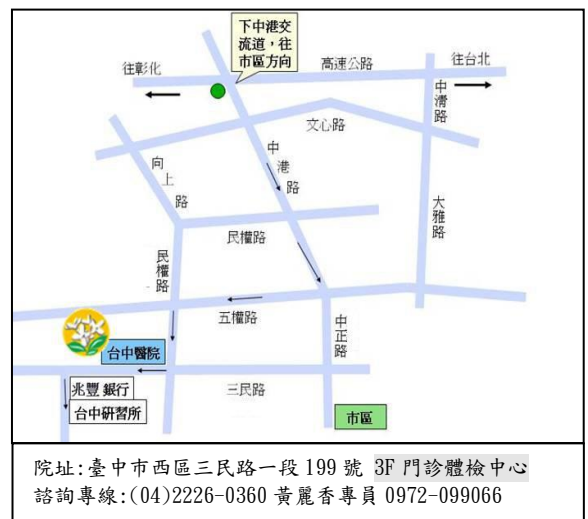 下中港交
流道，往
市區方向
往彰化
高速公路
往台北
中清路
文心路
中港路
向上路
大雅路
民權路
民權路
五權路
中正路
台中醫院
兆豐 銀行
台中研習所
三民路
市區
院址:臺中市西區三民路一段 199 號 3F 門診體檢中心
諮詢專線:(04)2226-0360 黃麗香專員 0972-099066